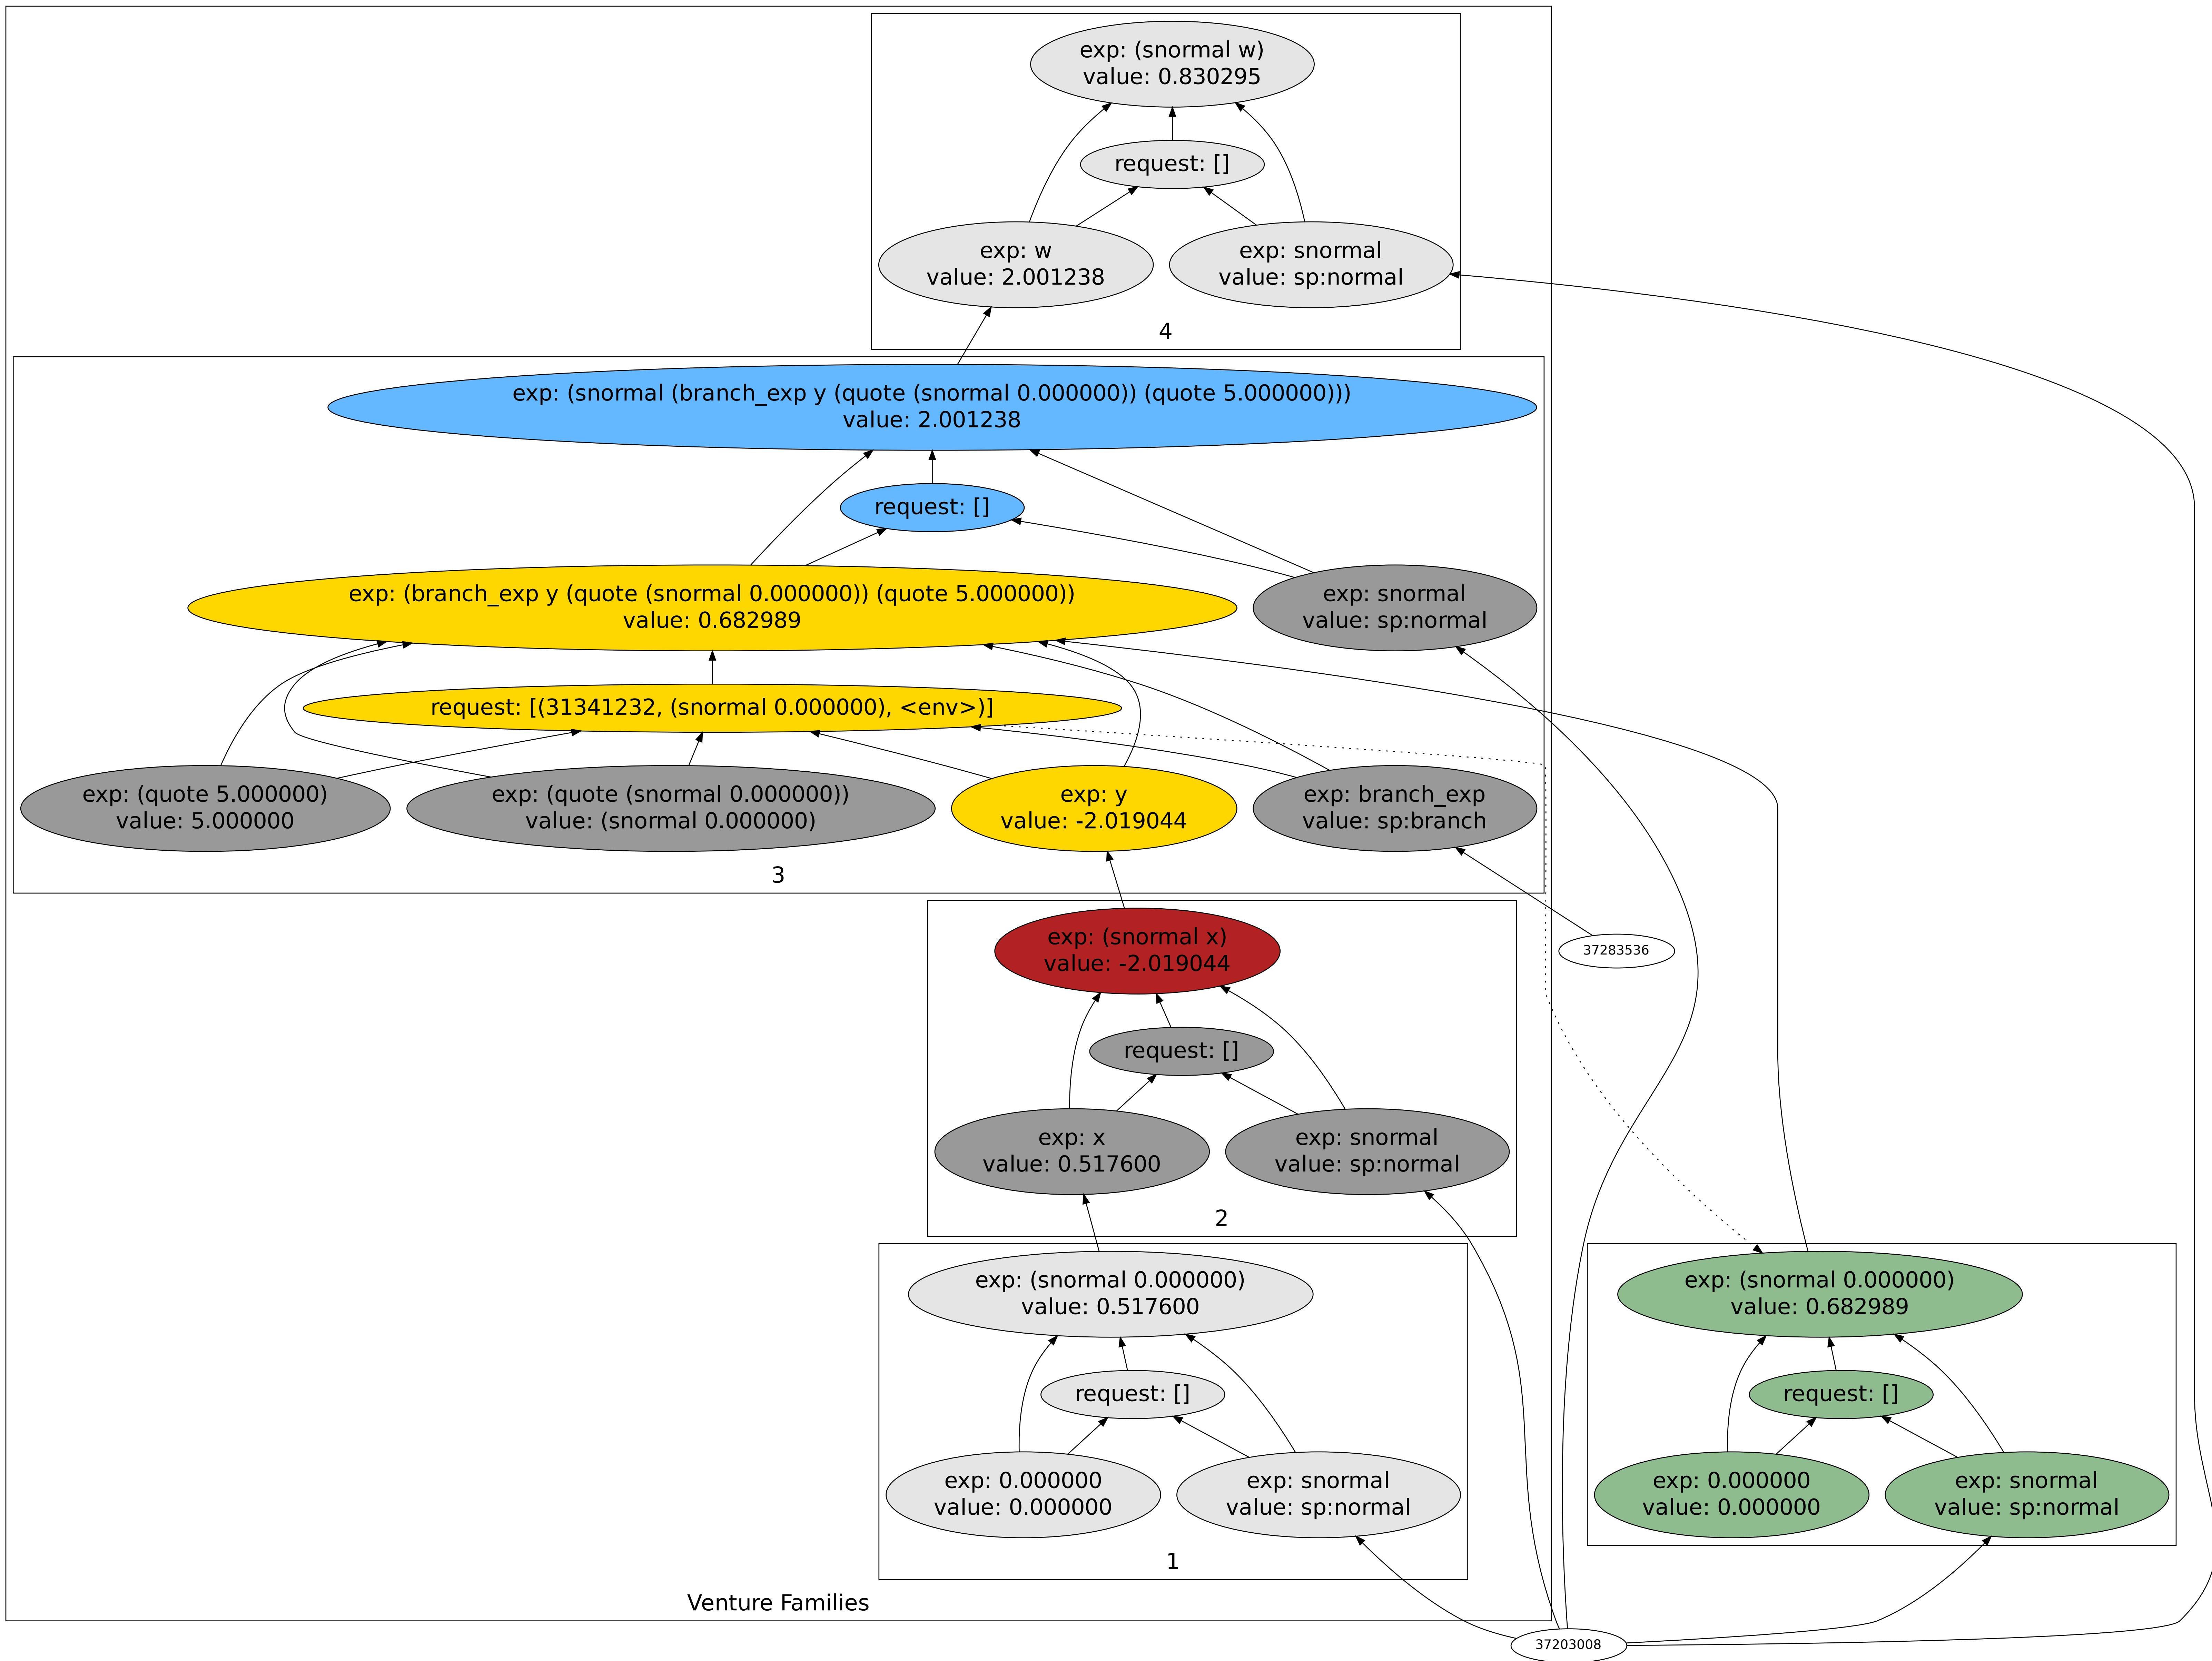 exp: (snormal w)
value: 0.830295
request: []
exp: w
value: 2.001238
exp: snormal
value: sp:normal
4
exp: (snormal (branch_exp y (quote (snormal 0.000000)) (quote 5.000000)))
value: 2.001238
request: []
exp: (branch_exp y (quote (snormal 0.000000)) (quote 5.000000))
value: 0.682989
exp: snormal
value: sp:normal
request: [(31341232, (snormal 0.000000), <env>)]
exp: (quote 5.000000)
value: 5.000000
exp: (quote (snormal 0.000000))
value: (snormal 0.000000)
exp: y
value: -2.019044
exp: branch_exp
value: sp:branch
3
exp: (snormal x)
value: -2.019044
37283536
request: []
exp: x
value: 0.517600
exp: snormal
value: sp:normal
2
exp: (snormal 0.000000)
value: 0.517600
request: []
exp: 0.000000
value: 0.000000
exp: snormal
value: sp:normal
1
exp: (snormal 0.000000)
value: 0.682989
request: []
exp: 0.000000
value: 0.000000
exp: snormal
value: sp:normal
Venture Families
37203008